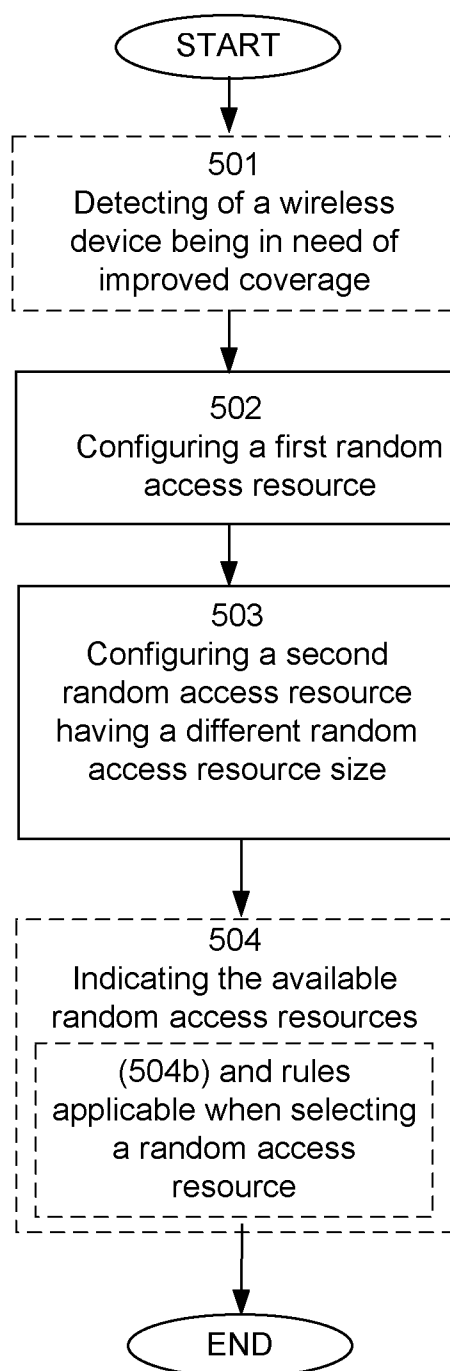 START
501
Detecting of a wireless
device being in need of
improved coverage
502
Configuring a first random
access resource
503
Configuring a second
random access resource
having a different random
access resource size
504
Indicating the available
random access resources
(504b) and rules
applicable when selecting
a random access
resource
END